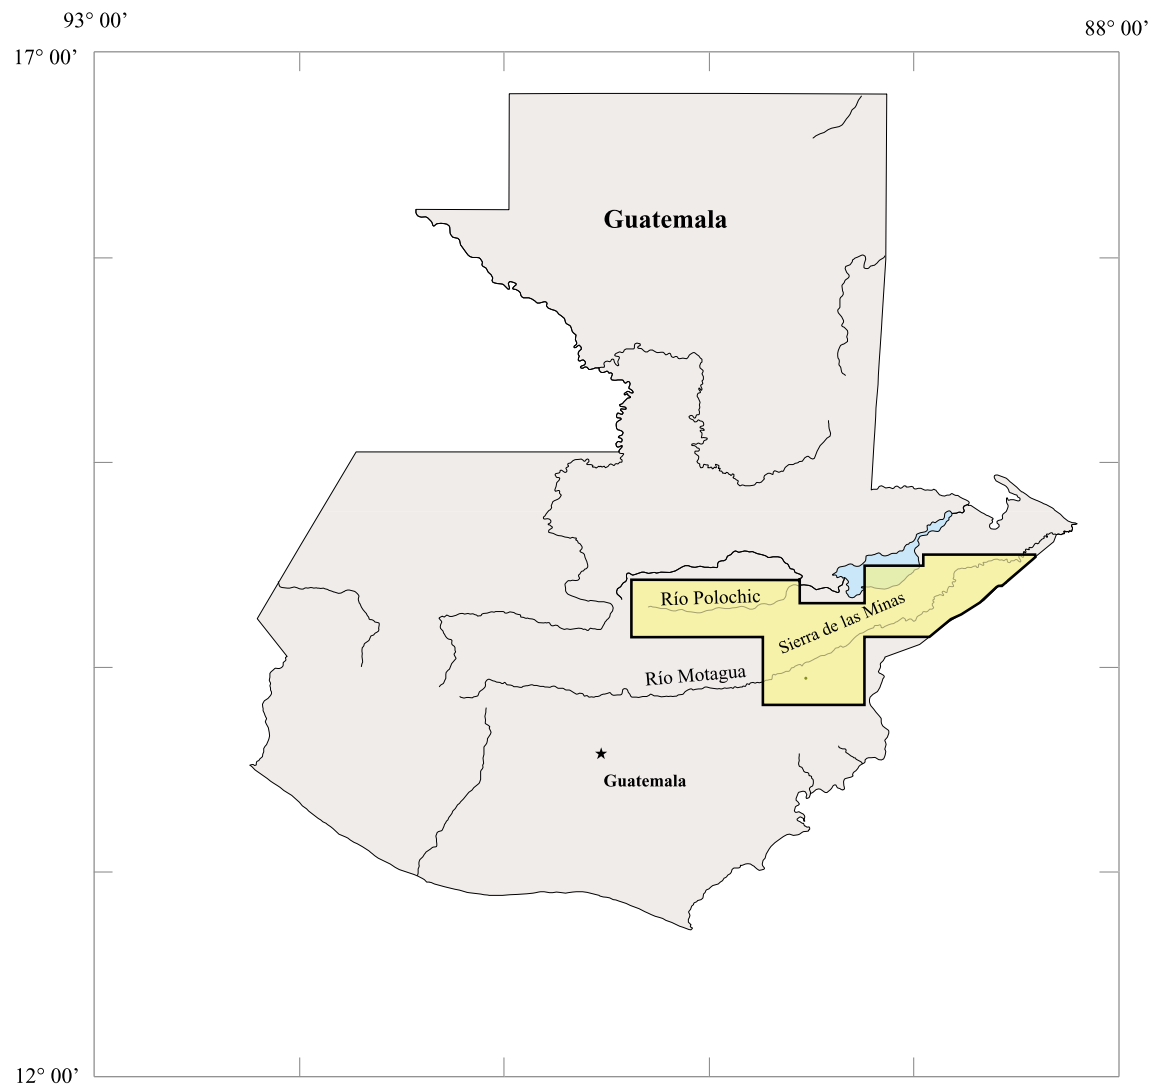 93° 00’
88° 00’
17° 00’
Guatemala
Río Polochic
Sierra de las Minas
Río Motagua
Guatemala
12° 00’